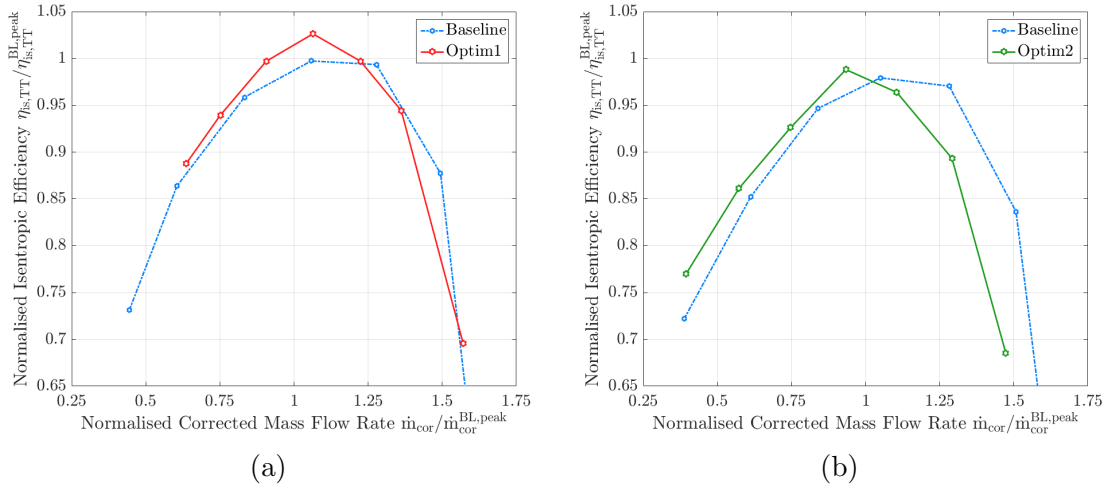 Normalised Isentropic Efficiency η_is,TT/η_is,TT^BL,peak
1.05
1
0.95
0.9
0.85
0.8
0.75
0.7
0.65
Baseline
Optim1
0.25 0.5 0.75 1 1.25 1.5 1.75
Normalised Corrected Mass Flow Rate ṁ_cor/ṁ_cor^BL,peak
(a)
Normalised Isentropic Efficiency η_is,TT/η_is,TT^BL,peak
1.05
1
0.95
0.9
0.85
0.8
0.75
0.7
0.65
Baseline
Optim2
0.25 0.5 0.75 1 1.25 1.5 1.75
Normalised Corrected Mass Flow Rate ṁ_cor/ṁ_cor^BL,peak
(b)